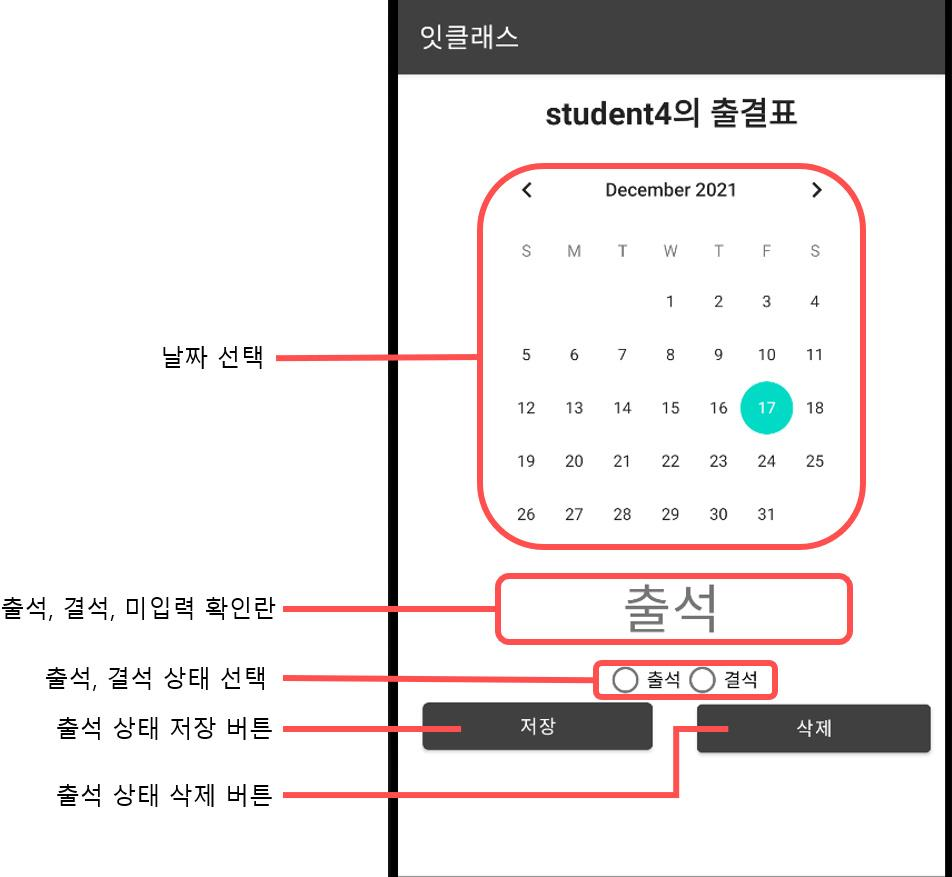 잇클래스
student4의 출결표
December 2021
S M T W T F S
1 2 3 4
5 6 7 8 9 10 11
날짜 선택
12 13 14 15 16 17 18
19 20 21 22 23 24 25
26 27 28 29 30 31
출석, 결석, 미입력 확인란
출석
출석, 결석 상태 선택
출석 결석
출석 상태 저장 버튼
저장
삭제
출석 상태 삭제 버튼